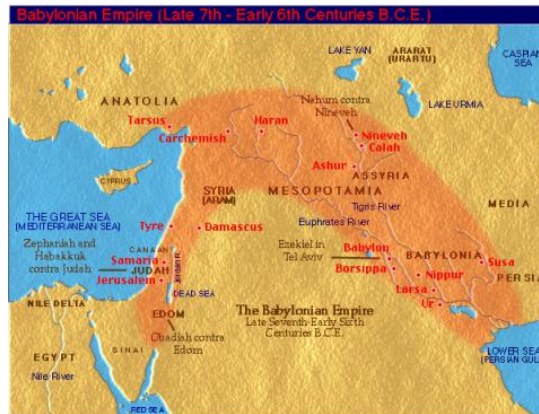 Babylonian Empire (Late 7th - Early 6th Centuries B.C.E.)
LAKE VAN
ARARAT
(URARTU)
CASPIAN
SEA
ANATOLIA
Nahum contra
Nineveh
LAKE URMIA
Tarsus
Haran
Carchemish
Nineveh
Calah
Ashur
ASSYRIA
CYPRUS
SYRIA
(ARAM)
MESOPOTAMIA
MEDIA
Tigris River
THE GREAT SEA
(MEDITERRANEAN SEA)
Euphrates River
Tyre
Damascus
Zephaniah and
Habakkuk
contra Judah
CANAAN
Ezekiel in
Tel Aviv
Babylon
BABYLONIA
Susa
Samaria
JUDAH
Jordan R.
Borsippa
Nippur
PERSIA
Jerusalem
Larsa
DEAD SEA
Ur
NILE DELTA
EDOM
The Babylonian Empire
Late Seventh-Early Sixth
Centuries B.C.E.
Obadiah contra
Edom
SINAI
EGYPT
Nile River
LOWER SEA
(PERSIAN GULF
RED SEA